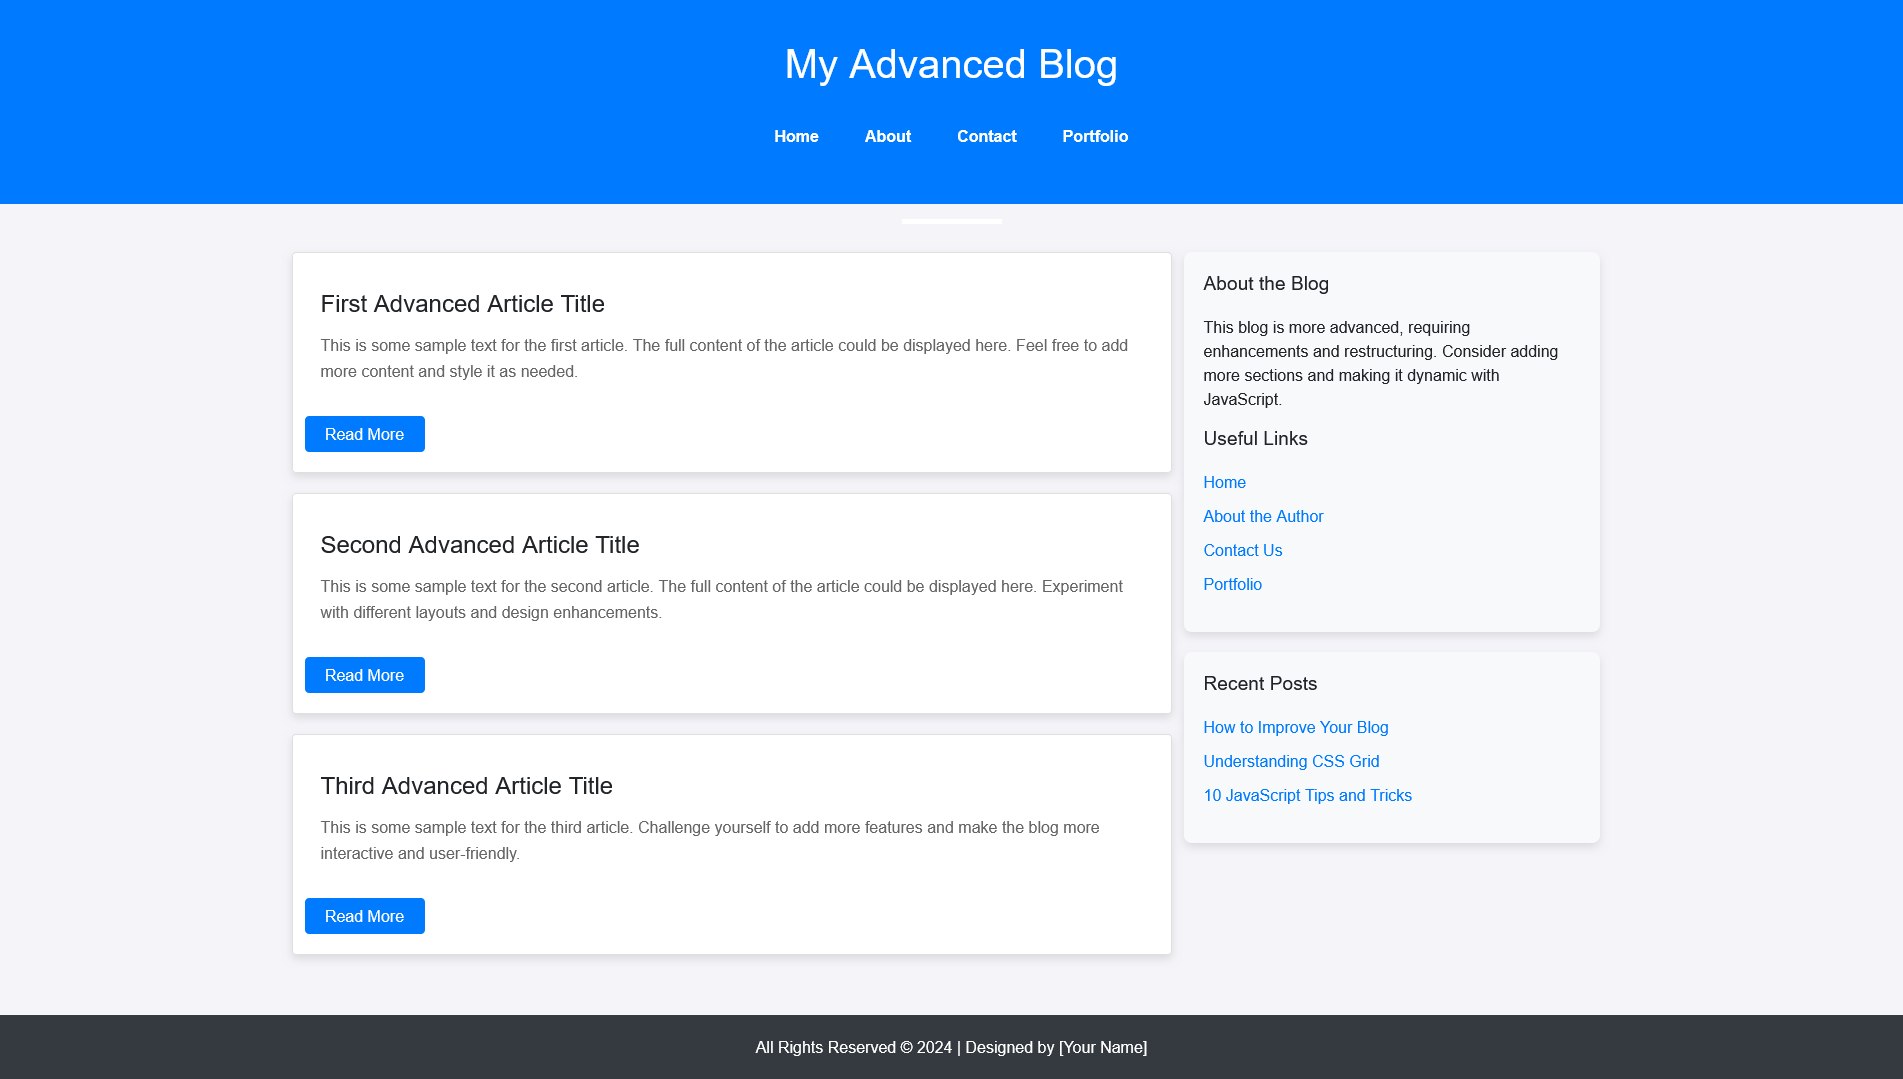 My Advanced Blog
Home About Contact Portfolio
First Advanced Article Title
This is some sample text for the first article. The full content of the article could be displayed here. Feel free to add
more content and style it as needed.
Read More
Second Advanced Article Title
This is some sample text for the second article. The full content of the article could be displayed here. Experiment
with different layouts and design enhancements.
Read More
Third Advanced Article Title
This is some sample text for the third article. Challenge yourself to add more features and make the blog more
interactive and user-friendly.
Read More
About the Blog
This blog is more advanced, requiring
enhancements and restructuring. Consider adding
more sections and making it dynamic with
JavaScript.
Useful Links
Home
About the Author
Contact Us
Portfolio
Recent Posts
How to Improve Your Blog
Understanding CSS Grid
10 JavaScript Tips and Tricks
All Rights Reserved © 2024 | Designed by [Your Name]